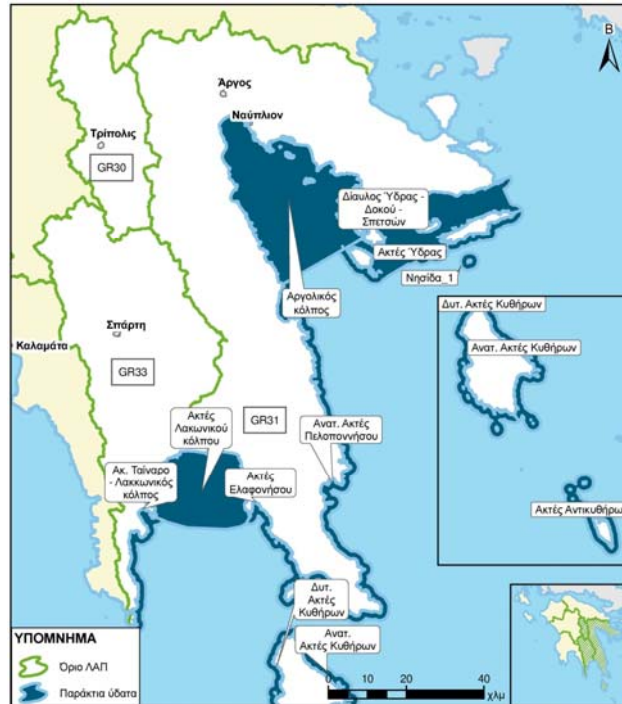 Β
Άργος
Ναύπλιον
Τρίπολις
GR30
Δίαυλος Ύδρας -
Δοκού -
Σπετσών
Ακτές Ύδρας
Νησίδα_1
Αργολικός
κόλπος
Δυτ. Ακτές Κυθήρων
Ανατ. Ακτές Κυθήρων
Σπάρτη
Καλαμάτα
GR33
Ακτές
Λακωνικού
κόλπου
GR31
Ανατ. Ακτές
Πελοποννήσου
Ακ. Ταίναρο
- Λακκωνικός
κόλπος
Ακτές
Ελαφονήσου
Ακτές Αντικυθήρων
Δυτ.
Ακτές
Κυθήρων
Ανατ.
Ακτές Κυθήρων
ΥΠΟΜΝΗΜΑ
Όριο ΛΑΠ
Παράκτια ύδατα
0 10 20 40
χλμ